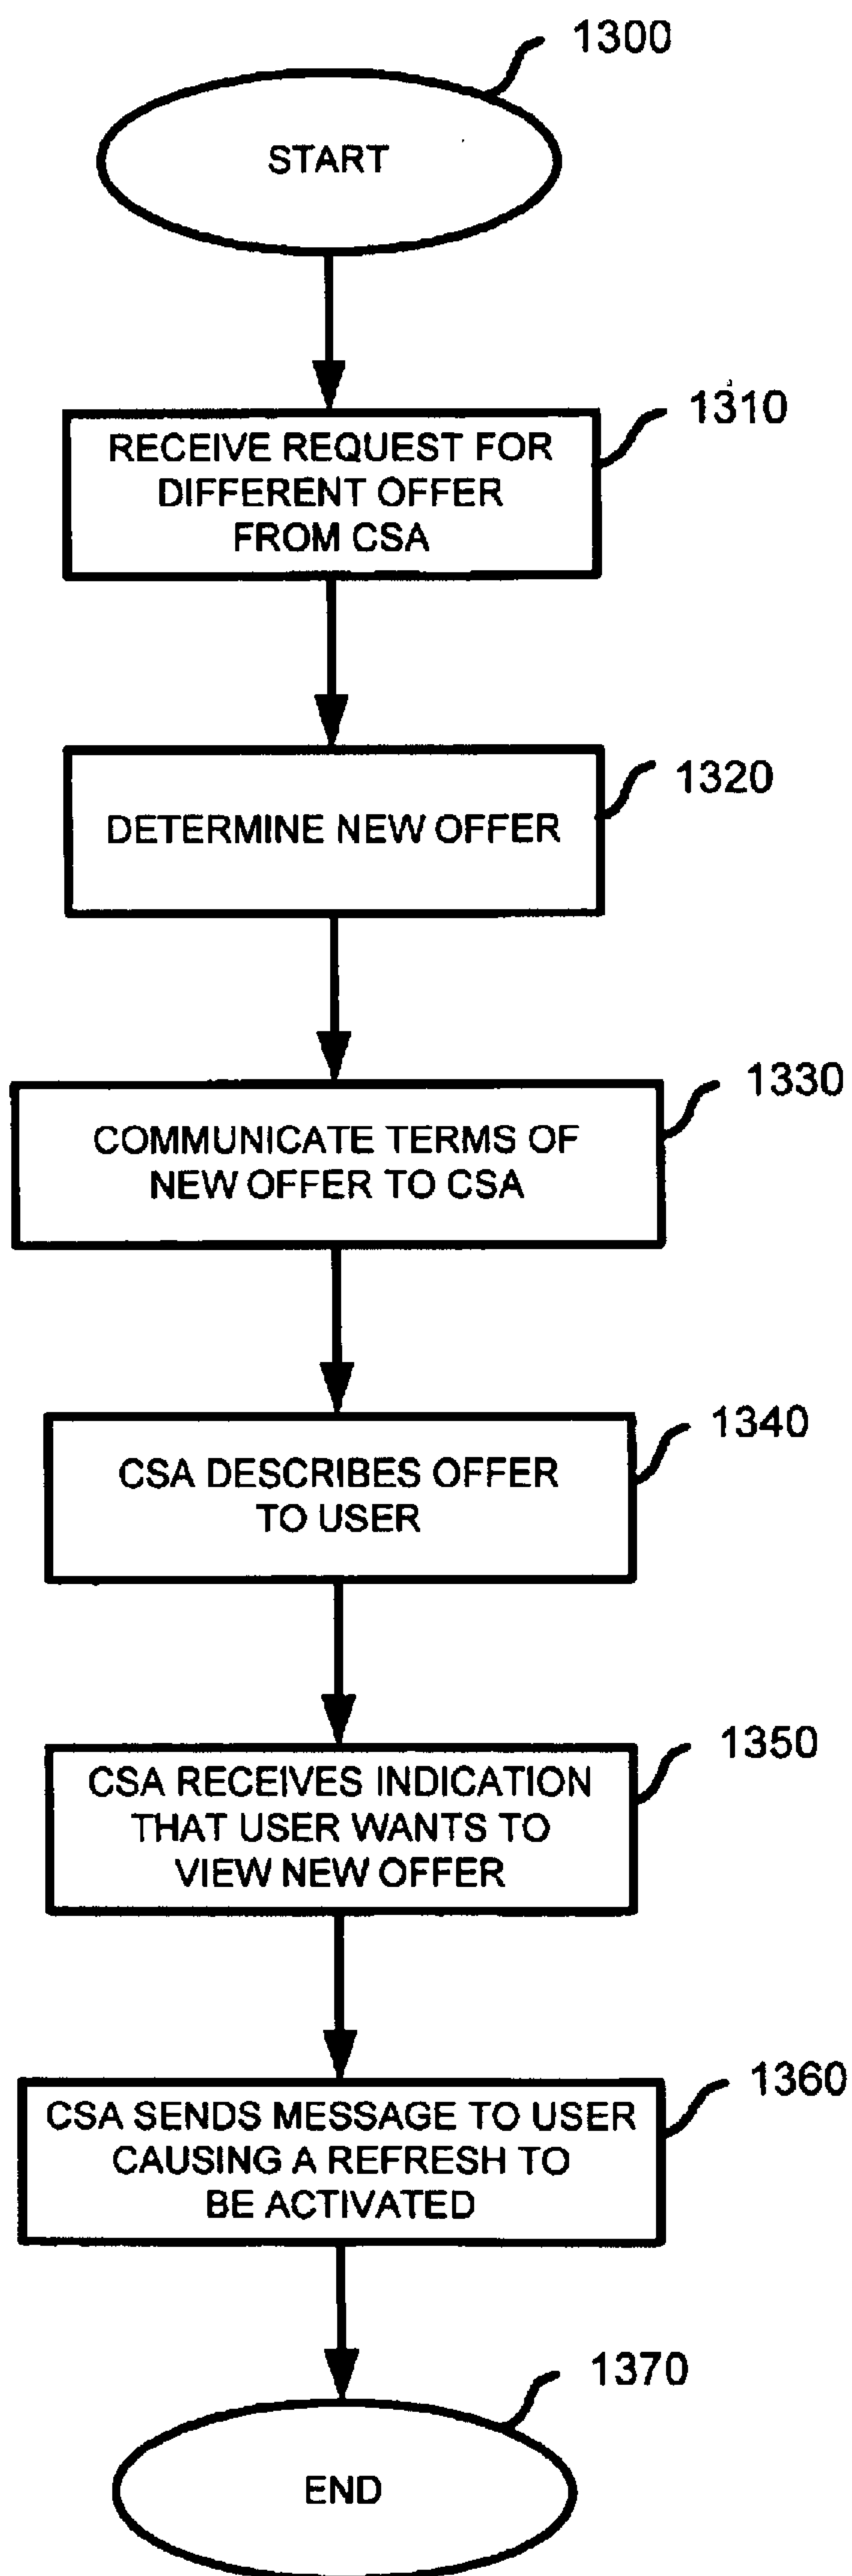 1300
START
1310
RECEIVE REQUEST FOR
DIFFERENT OFFER
FROM CSA
1320
DETERMINE NEW OFFER
1330
COMMUNICATE TERMS OF
NEW OFFER TO CSA
1340
CSA DESCRIBES OFFER
TO USER
1350
CSA RECEIVES INDICATION
THAT USER WANTS TO
VIEW NEW OFFER
1360
CSA SENDS MESSAGE TO USER
CAUSING A REFRESH TO
BE ACTIVATED
1370
END